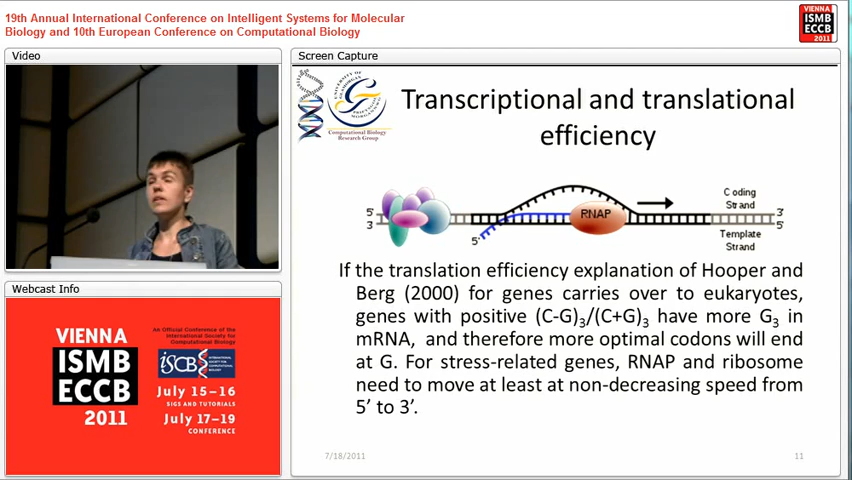 19th Annual International Conference on Intelligent Systems for Molecular
Biology and 10th European Conference on Computational Biology
VIENNA
ISMB
ECCB
2011
Video
Screen Capture
Computational Biology
Research Group
Transcriptional and translational
efficiency
5'
3'
5'
RNAP
Coding
Strand
Template
Strand
3'
5'
If the translation efficiency explanation of Hooper and
Berg (2000) for genes carries over to eukaryotes,
genes with positive (C-G)3/(C+G)3 have more G3 in
mRNA, and therefore more optimal codons will end
at G. For stress-related genes, RNAP and ribosome
need to move at least at non-decreasing speed from
5' to 3'.
7/18/2011
11
Webcast Info
VIENNA
ISMB
ECCB
2011
An Official Conference of the
International Society for
Computational Biology
ISCB
INTERNATIONAL
SOCIETY FOR
COMPUTATIONAL
BIOLOGY
July 15–16
SIGS AND TUTORIALS
July 17–19
CONFERENCE